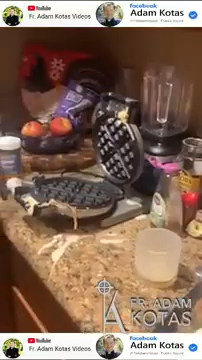 YouTube
Fr. Adam Kotas Videos
Facebook
Adam Kotas
FR. ADAM
KOTAS
YouTube
Fr. Adam Kotas Videos
Facebook
Adam Kotas